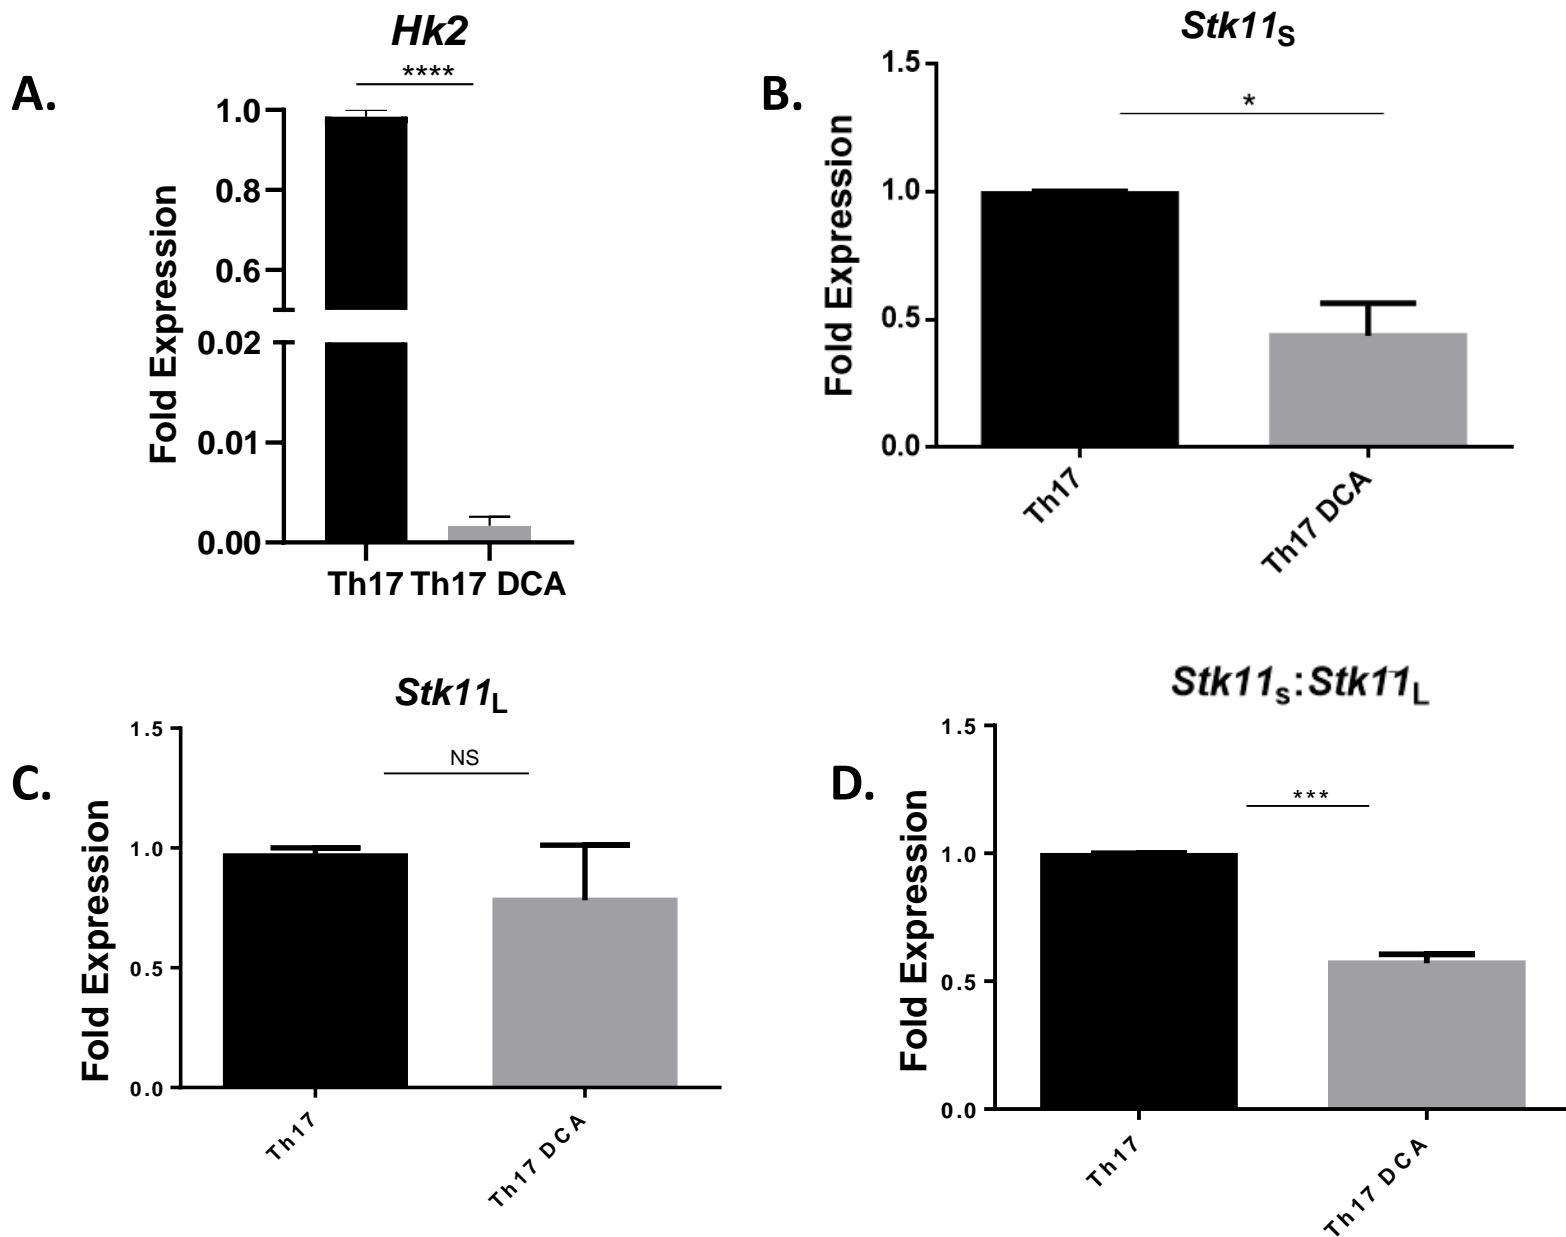 A.
Hk2
****
Fold Expression
1.0
0.8
0.6
0.02
0.01
0.00
Th17 Th17 DCA
B.
Stk11S
*
Fold Expression
1.5
1.0
0.5
0.0
Th17
Th17 DCA
C.
Stk11L
NS
Fold Expression
1.5
1.0
0.5
0.0
Th17
Th17 DCA
D.
Stk11s:Stk11L
***
Fold Expression
1.5
1.0
0.5
0.0
Th17
Th17 DCA